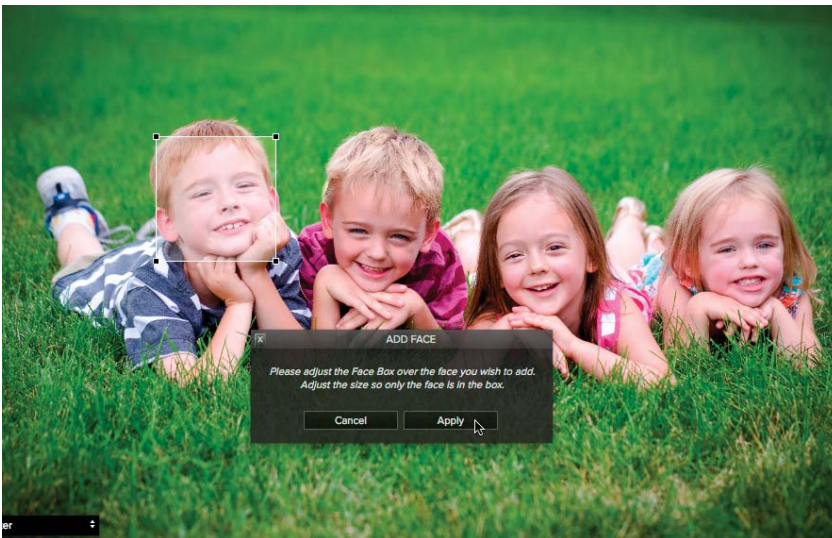 X
ADD FACE
Please adjust the Face Box over the face you wish to add.
Adjust the size so only the face is in the box.
Cancel
Apply
er